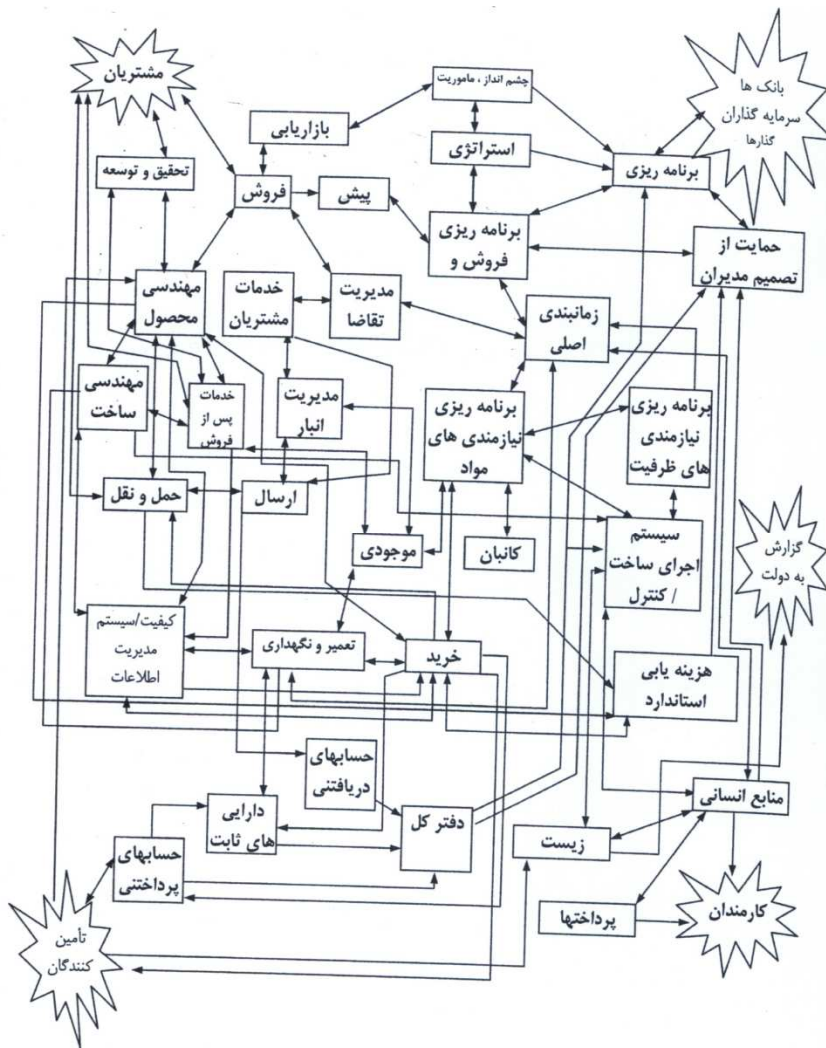 مشتریان
چشم انداز ، ماموریت
بانک ها
سرمایه گذاران
گذارها
بازاریابی
استراتژی
برنامه ریزی
تحقیق و توسعه
فروش
پیش
برنامه ریزی
فروش و
حمایت از
تصمیم مدیران
مهندسی
محصول
خدمات
مشتریان
مدیریت
تقاضا
زمانبندی
اصلی
مهندسی
ساخت
خدمات
پس از
فروش
مدیریت
انبار
برنامه ریزی
نیازمندی های
مواد
برنامه ریزی
نیازمندی
های ظرفیت
حمل و نقل
ارسال
موجودی
کانبان
سیستم
اجرای ساخت
/ کنترل
گزارش
به دولت
کیفیت/سیستم
مدیریت
اطلاعات
تعمیر و نگهداری
خرید
هزینه یابی
استاندارد
حسابهای
دریافتنی
دارایی
های ثابت
دفتر کل
منابع انسانی
زیست
حسابهای
پرداختنی
پرداختها
کارمندان
تأمین
کنندگان